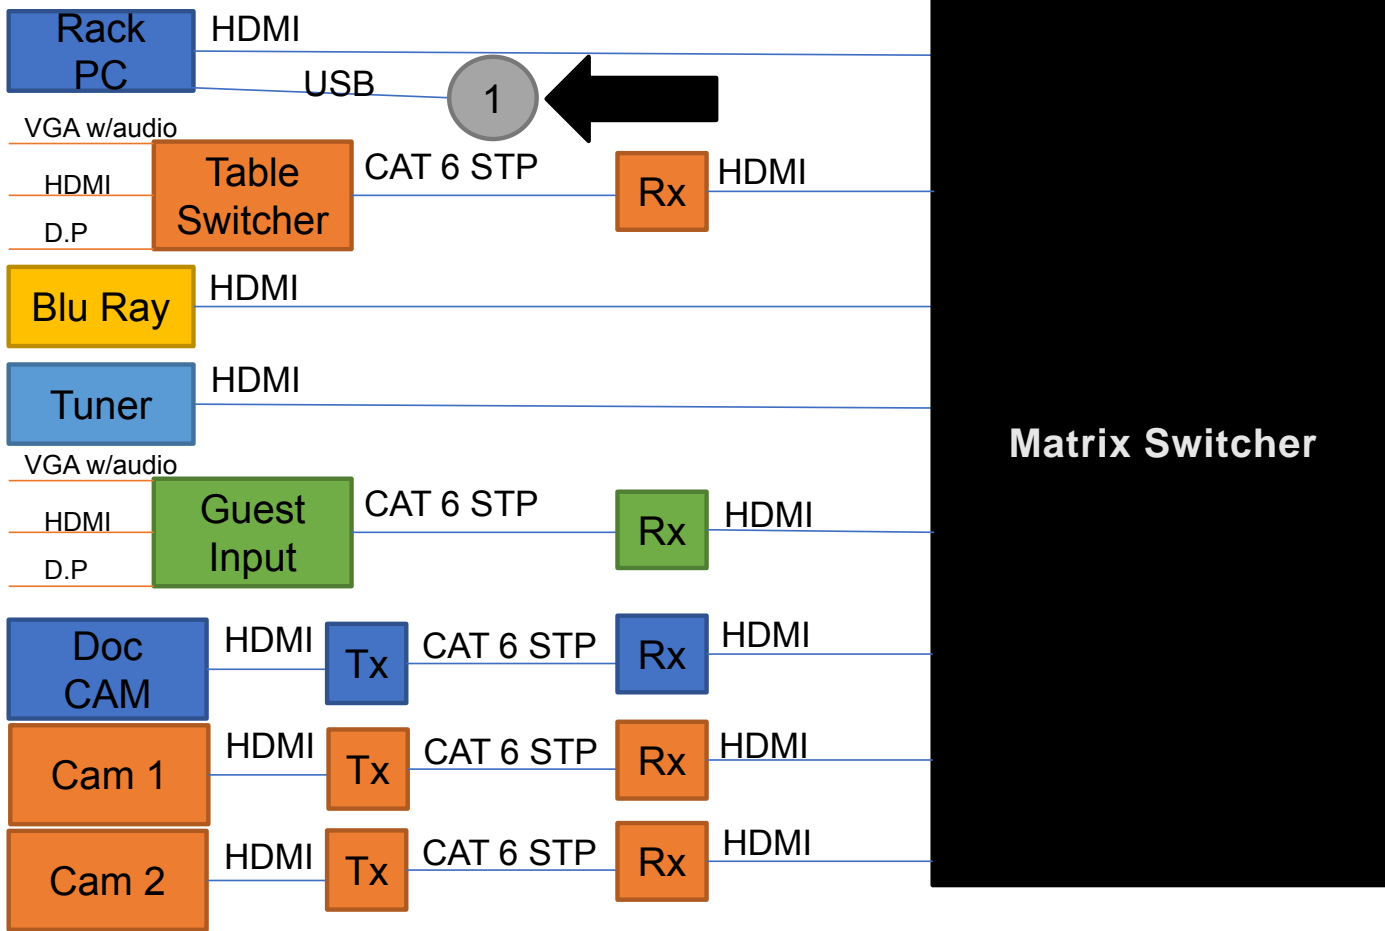 Rack
PC
HDMI
USB
1
VGA w/audio
HDMI
D.P
Table
Switcher
CAT 6 STP
Rx
HDMI
Blu Ray
HDMI
Tuner
HDMI
Matrix Switcher
VGA w/audio
HDMI
D.P
Guest
Input
CAT 6 STP
Rx
HDMI
Doc
CAM
HDMI
Tx
CAT 6 STP
Rx
HDMI
Cam 1
HDMI
Tx
CAT 6 STP
Rx
HDMI
Cam 2
HDMI
Tx
CAT 6 STP
Rx
HDMI